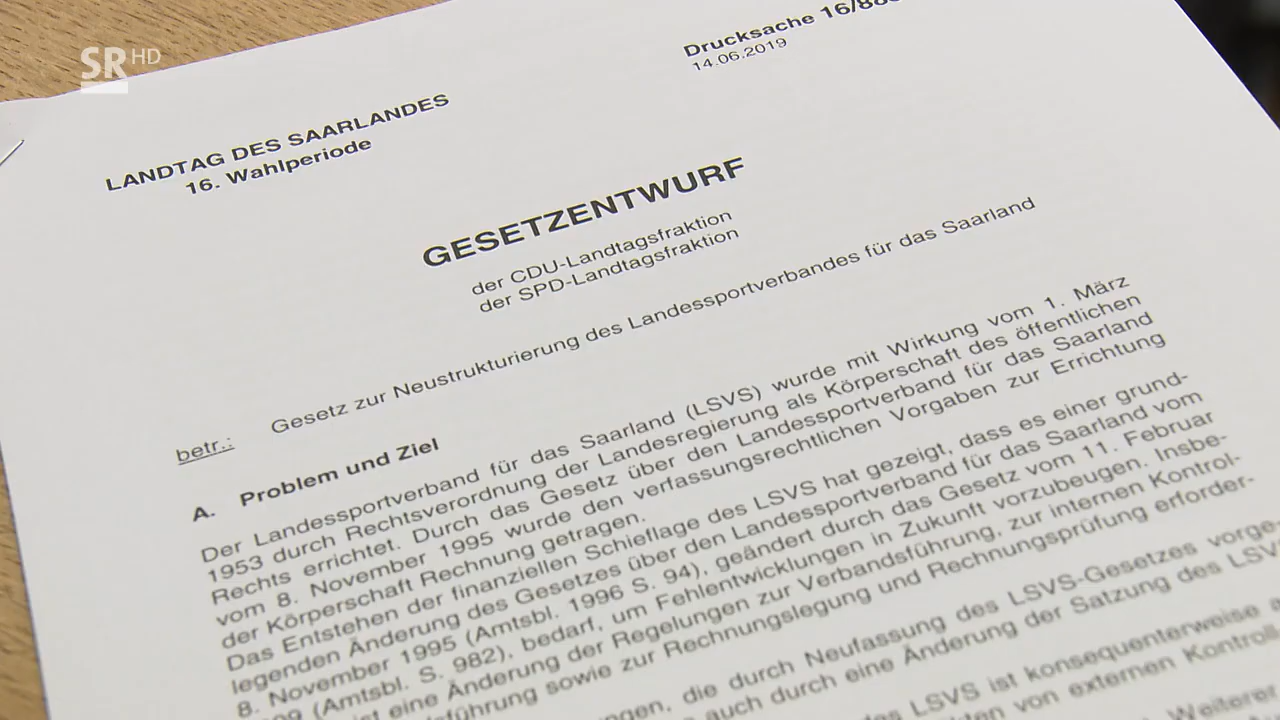 SR HD
Drucksache 16/
14.06.2019
LANDTAG DES SAARLANDES
16. Wahlperiode
GESETZENTWURF
der CDU-Landtagsfraktion
der SPD-Landtagsfraktion
betr.: Gesetz zur Neustrukturierung des Landessportverbandes für das Saarland
A. Problem und Ziel
Der Landessportverband für das Saarland (LSVS) wurde mit Wirkung vom 1. März
1953 durch Rechtsverordnung der Landesregierung als Körperschaft des öffentlichen
Rechts errichtet. Durch das Gesetz über den Landessportverband für das Saarland
vom 8. November 1995 wurde den verfassungsrechtlichen Vorgaben zur Errichtung
der Körperschaft Rechnung getragen.
Das Entstehen der finanziellen Schieflage des LSVS hat gezeigt, dass es einer grund-
legenden Änderung des Gesetzes über den Landessportverband für das Saarland vom
8. November 1995 (Amtsbl. 1996 S. 94), geändert durch das Gesetz vom 11. Februar
(Amtsbl. S. 982), bedarf, um Fehlentwicklungen in Zukunft vorzubeugen. Insbe-
ist eine Änderung der Regelungen zur Verbandsführung, zur internen Kontrol-
sowie zur Rechnungslegung und Rechnungsprüfung erforder-
die durch Neufassung des LSVS-Gesetzes
auch durch eine Änderung der Satzung des
LSVS ist konsequenterweise
von externen
Weiterer